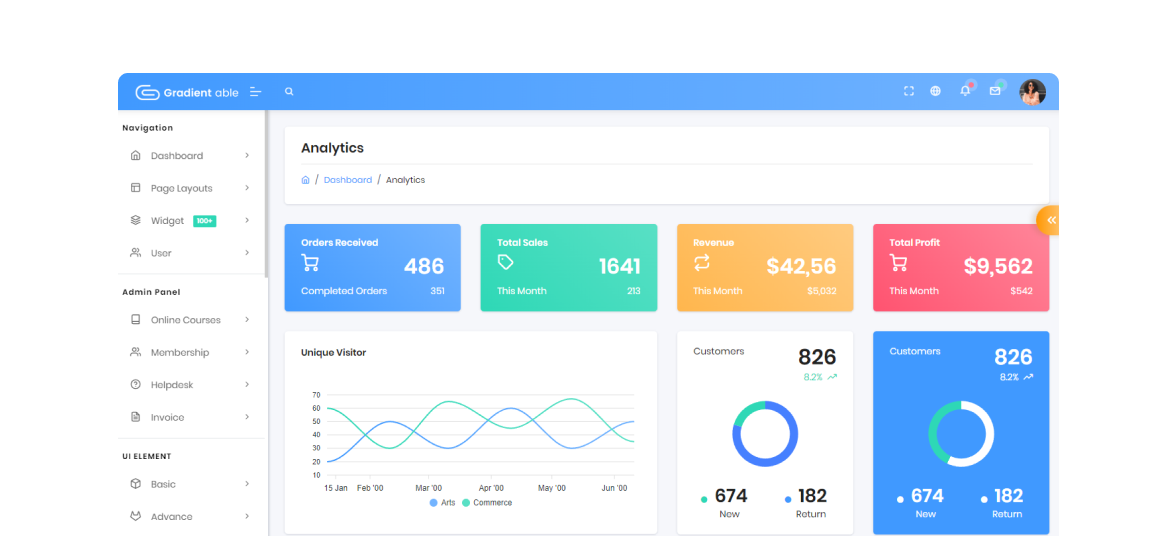 Gradient able
Navigation
Dashboard
Page Layouts
Widget 100+
User
Admin Panel
Online Courses
Membership
Helpdesk
Invoice
UI ELEMENT
Basic
Advance
Analytics
/ Dashboard / Analytics
Orders Received
486
Completed Orders 351
Total Sales
1641
This Month 213
Revenue
$42,56
This Month $5,032
Total Profit
$9,562
This Month $542
Unique Visitor
70
60
50
40
30
20
10
15 Jan Feb '00 Mar '00 Apr '00 May '00 Jun '00
Arts Commerce
Customers 826
8.2%
674 182
New Return
Customers 826
8.2%
674 182
New Return